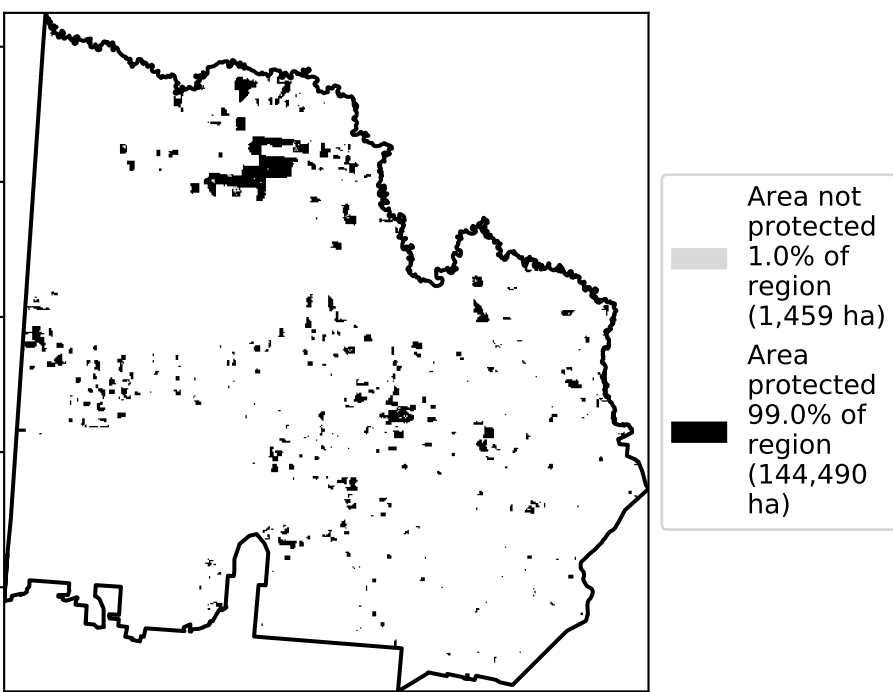 Area not
protected
1.0% of
region
(1,459 ha)
Area
protected
99.0% of
region
(144,490
ha)